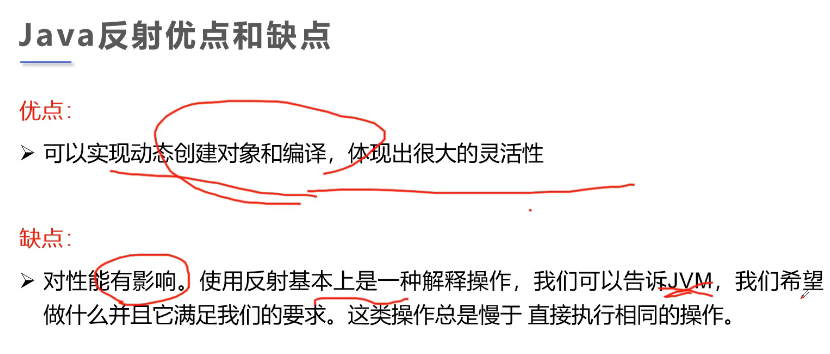 Java反射优点和缺点
优点：
➢ 可以实现动态创建对象和编译，体现出很大的灵活性
缺点：
➢ 对性能有影响。使用反射基本上是一种解释操作，我们可以告诉JVM，我们希望
做什么并且它满足我们的要求。这类操作总是慢于 直接执行相同的操作。